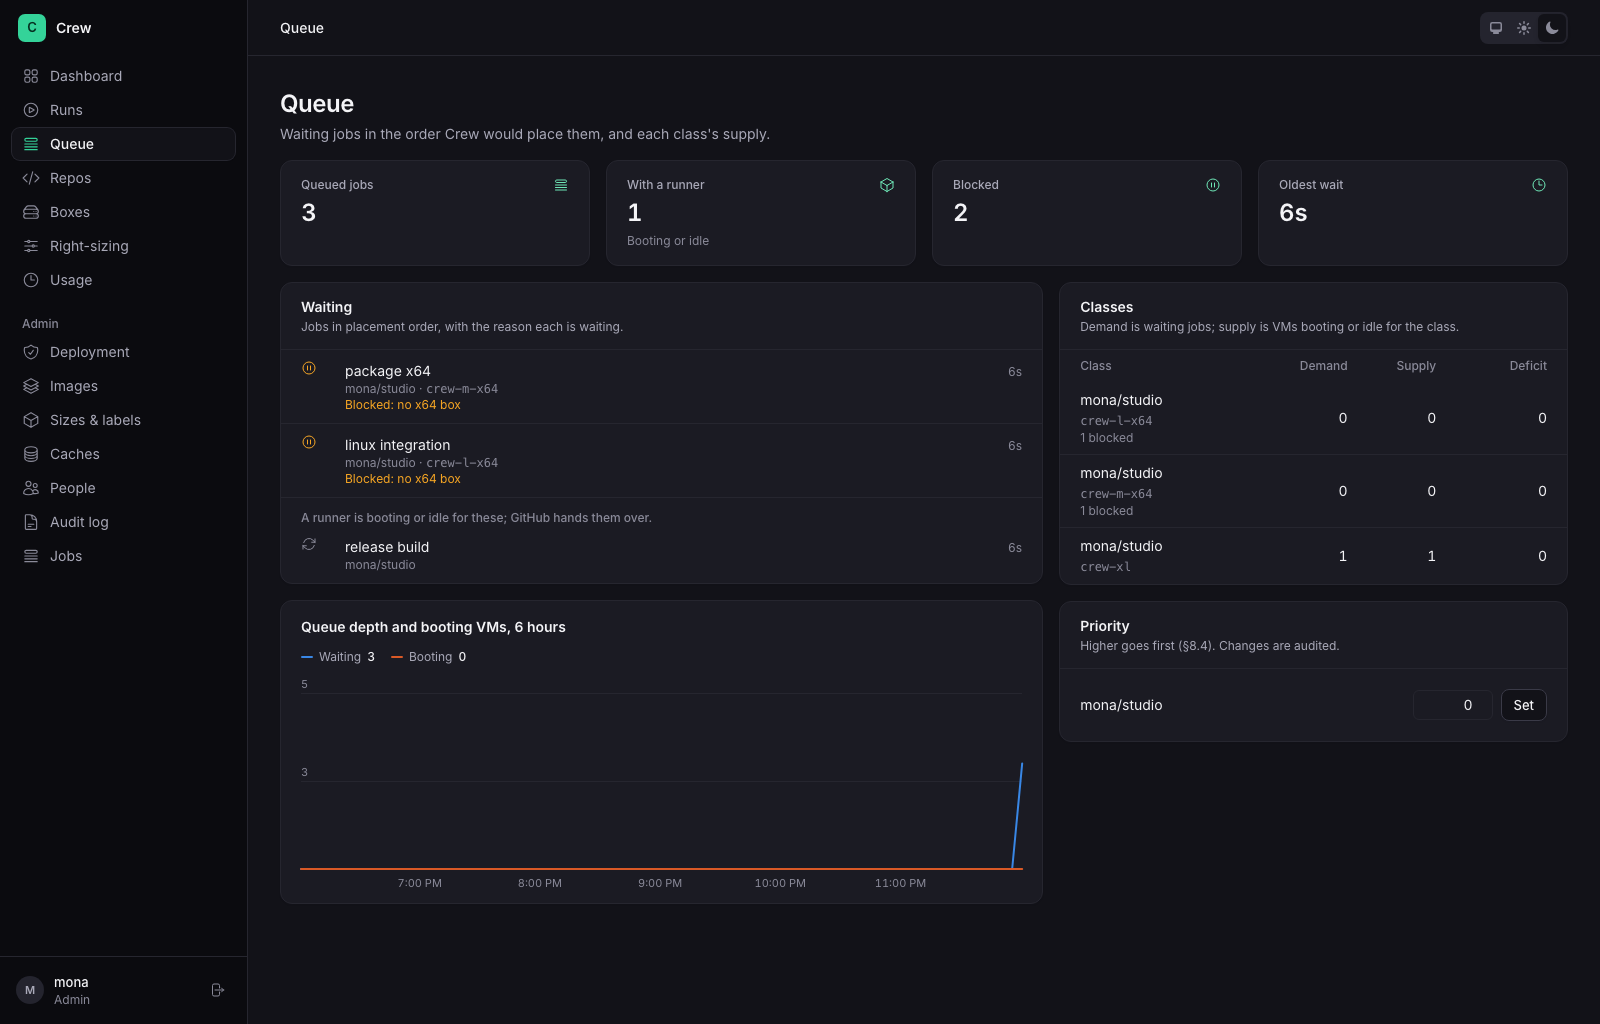 C Crew
Dashboard
Runs
Queue
Repos
Boxes
Right-sizing
Usage
Admin
Deployment
Images
Sizes & labels
Caches
People
Audit log
Jobs
M
mona
Admin
Queue
Queue
Waiting jobs in the order Crew would place them, and each class's supply.
Queued jobs
3
With a runner
1
Booting or idle
Blocked
2
Oldest wait
6s
Waiting
Jobs in placement order, with the reason each is waiting.
package x64 6s
mona/studio · crew-m-x64
Blocked: no x64 box
linux integration 6s
mona/studio · crew-l-x64
Blocked: no x64 box
A runner is booting or idle for these; GitHub hands them over.
release build 6s
mona/studio
Queue depth and booting VMs, 6 hours
Waiting 3 Booting 0
5
3
7:00 PM 8:00 PM 9:00 PM 10:00 PM 11:00 PM
Classes
Demand is waiting jobs; supply is VMs booting or idle for the class.
Class Demand Supply Deficit
mona/studio
crew-l-x64 0 0 0
1 blocked
mona/studio
crew-m-x64 0 0 0
1 blocked
mona/studio 1 1 0
crew-xl
Priority
Higher goes first (§8.4). Changes are audited.
mona/studio 0 Set